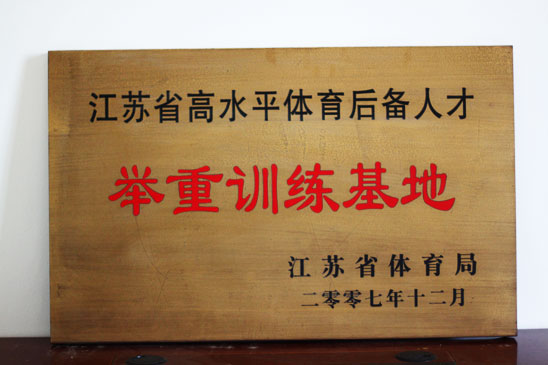 江苏省高水平体育后备人才
举重训练基地
江苏省体育局
二零零七年十二月